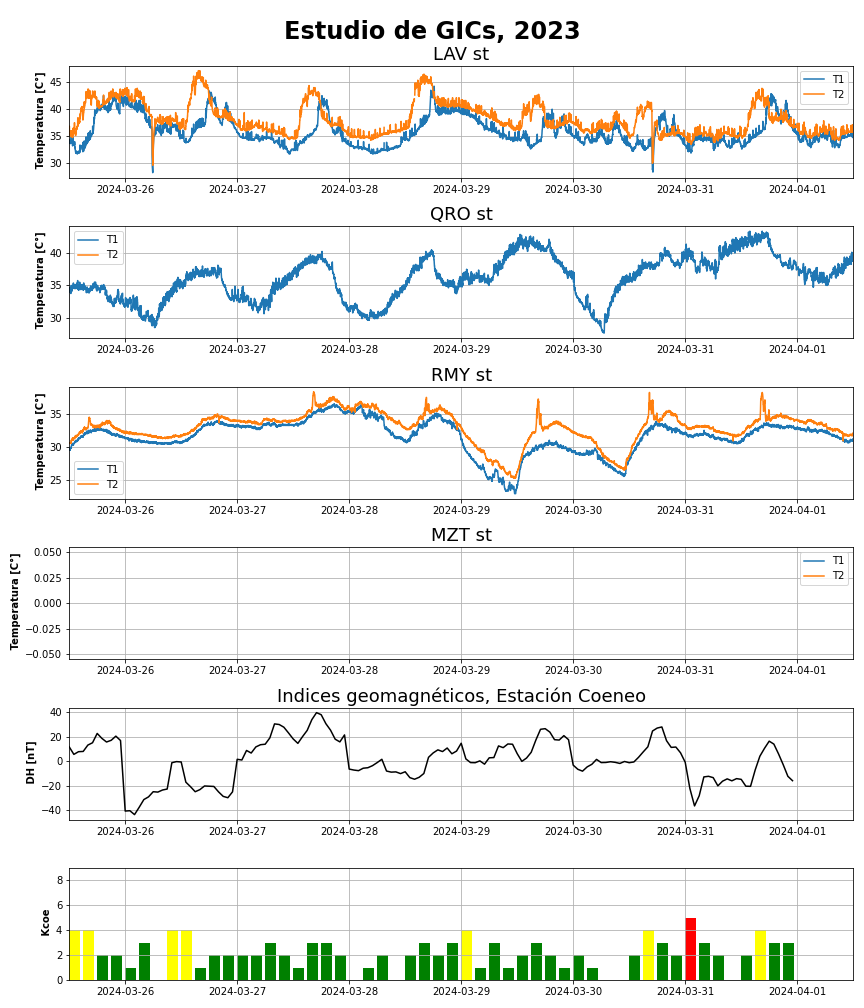 Estudio de GICs, 2023
LAV st
Temperatura [C°]
45
40
35
30
T1
T2
2024-03-26 2024-03-27 2024-03-28 2024-03-29 2024-03-30 2024-03-31 2024-04-01
QRO st
Temperatura [C°]
40
35
30
T1
T2
2024-03-26 2024-03-27 2024-03-28 2024-03-29 2024-03-30 2024-03-31 2024-04-01
RMY st
Temperatura [C°]
35
30
25
T1
T2
2024-03-26 2024-03-27 2024-03-28 2024-03-29 2024-03-30 2024-03-31 2024-04-01
MZT st
Temperatura [C°]
0.050
0.025
0.000
−0.025
−0.050
T1
T2
2024-03-26 2024-03-27 2024-03-28 2024-03-29 2024-03-30 2024-03-31 2024-04-01
Indices geomagnéticos, Estación Coeneo
DH [nT]
40
20
0
−20
−40
2024-03-26 2024-03-27 2024-03-28 2024-03-29 2024-03-30 2024-03-31 2024-04-01
Kcoe
8
6
4
2
0
2024-03-26 2024-03-27 2024-03-28 2024-03-29 2024-03-30 2024-03-31 2024-04-01